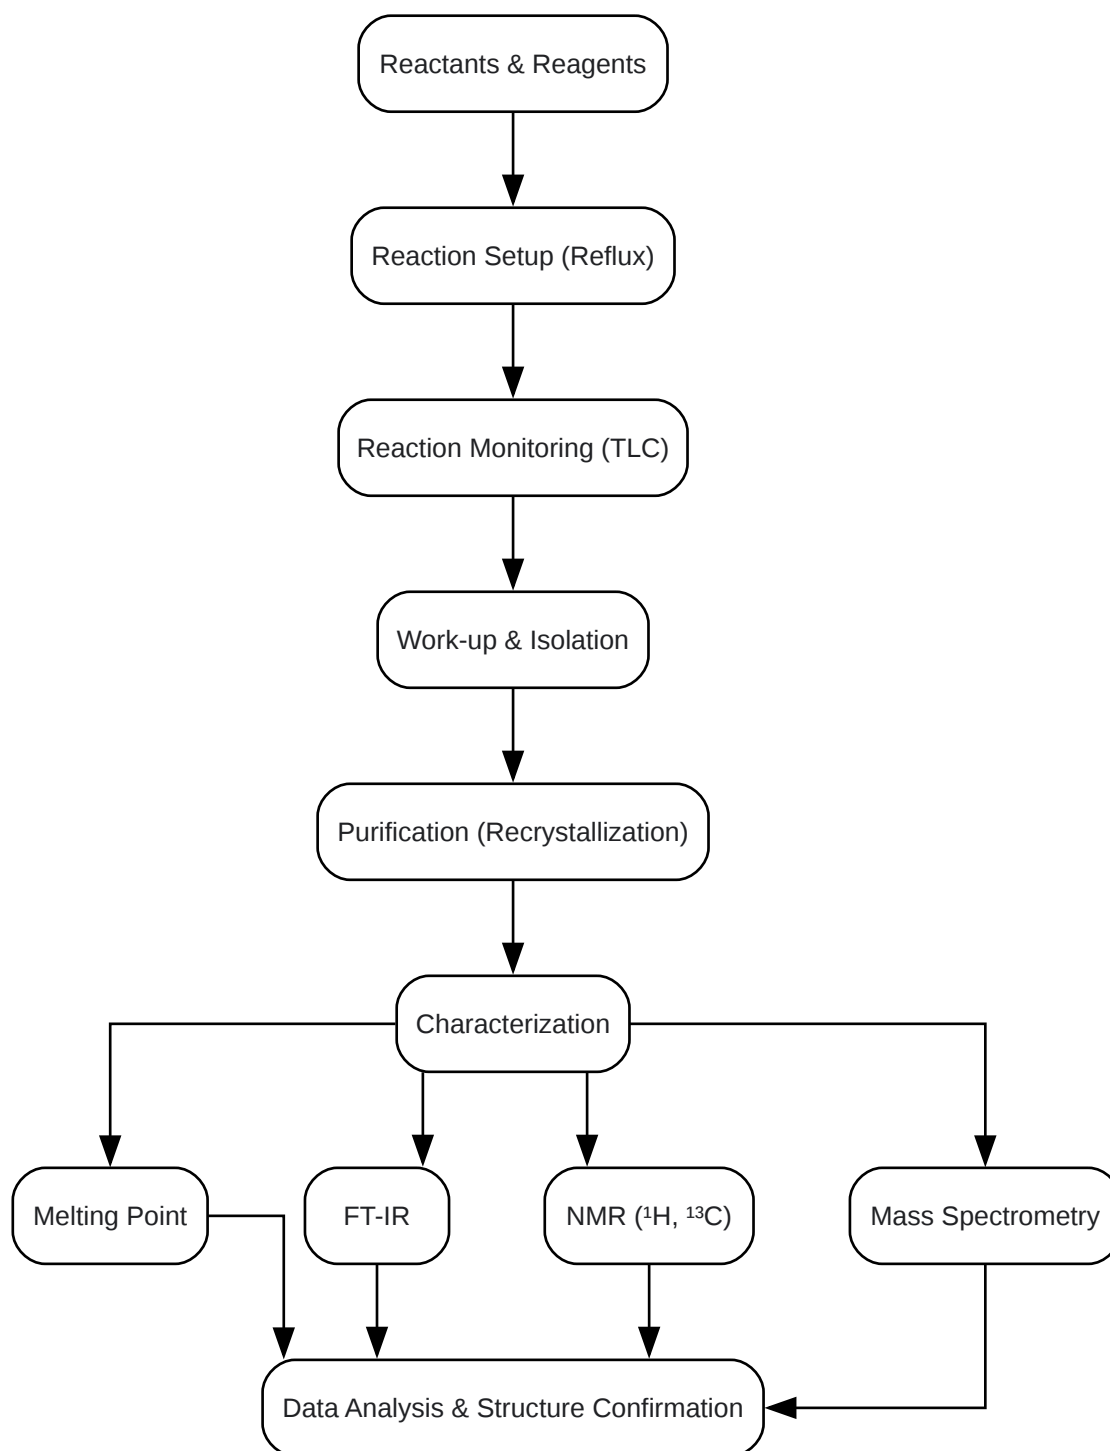 Reactants & Reagents
Reaction Setup (Reflux)
Reaction Monitoring (TLC)
Work-up & Isolation
Purification (Recrystallization)
Characterization
Melting Point
FT-IR
NMR (¹H, ¹³C)
Mass Spectrometry
Data Analysis & Structure Confirmation